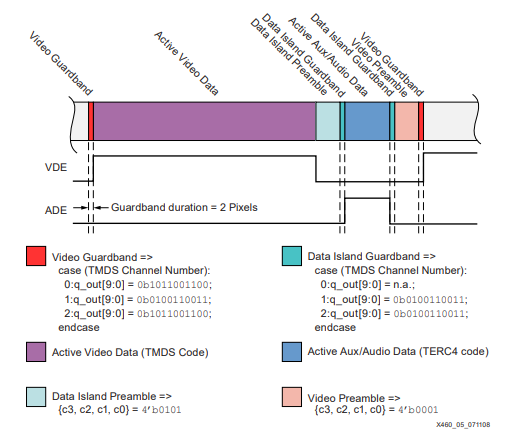 Video Guardband
Active Video Data
Data Island Preamble
Data Island Guardband
Active Aux/Audio Data
Data Island Guardband
Video Preamble
Video Guardband
VDE
ADE
Guardband duration = 2 Pixels
Video Guardband =>
case (TMDS Channel Number):
0:q_out[9:0] = 0b1011001100;
1:q_out[9:0] = 0b0100110011;
2:q_out[9:0] = 0b1011001100;
endcase
Data Island Guardband =>
case (TMDS Channel Number):
0:q_out[9:0] = n.a.;
1:q_out[9:0] = 0b0100110011;
2:q_out[9:0] = 0b0100110011;
endcase
Active Video Data (TMDS Code)
Active Aux/Audio Data (TERC4 code)
Data Island Preamble =>
{c3, c2, c1, c0} = 4'b0101
Video Preamble =>
{c3, c2, c1, c0} = 4'b0001
X460_05_071108